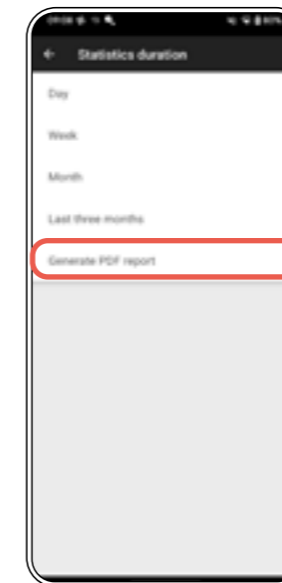 Statistics duration
Day
Week
Month
Last three months
Generate PDF report